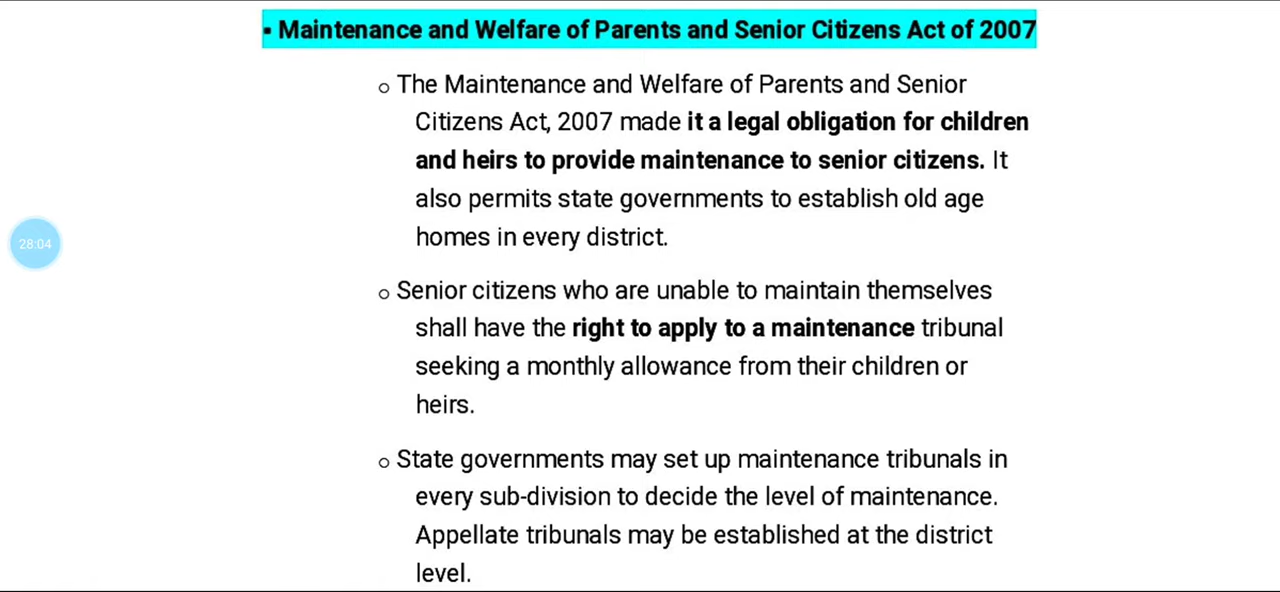 ▪ Maintenance and Welfare of Parents and Senior Citizens Act of 2007
o The Maintenance and Welfare of Parents and Senior
Citizens Act, 2007 made it a legal obligation for children
and heirs to provide maintenance to senior citizens. It
also permits state governments to establish old age
homes in every district.
28:04
o Senior citizens who are unable to maintain themselves
shall have the right to apply to a maintenance tribunal
seeking a monthly allowance from their children or
heirs.
o State governments may set up maintenance tribunals in
every sub-division to decide the level of maintenance.
Appellate tribunals may be established at the district
level.